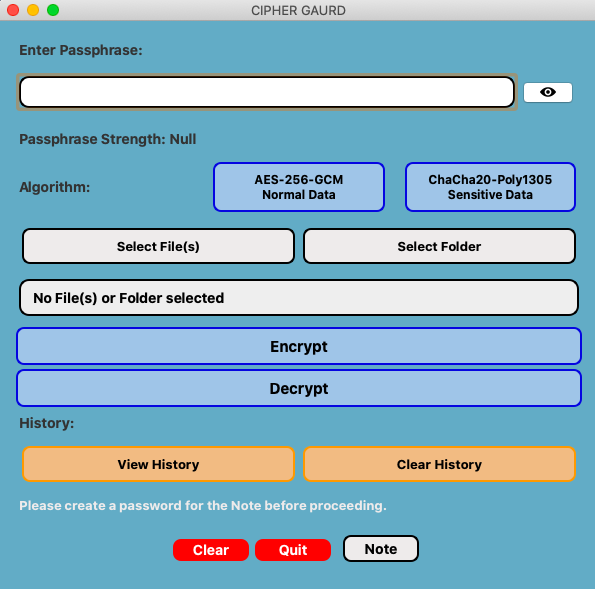 CIPHER GAURD
Enter Passphrase:
Passphrase Strength: Null
Algorithm:
AES-256-GCM
Normal Data
ChaCha20-Poly1305
Sensitive Data
Select File(s)
Select Folder
No File(s) or Folder selected
Encrypt
Decrypt
History:
View History
Clear History
Please create a password for the Note before proceeding.
Clear
Quit
Note